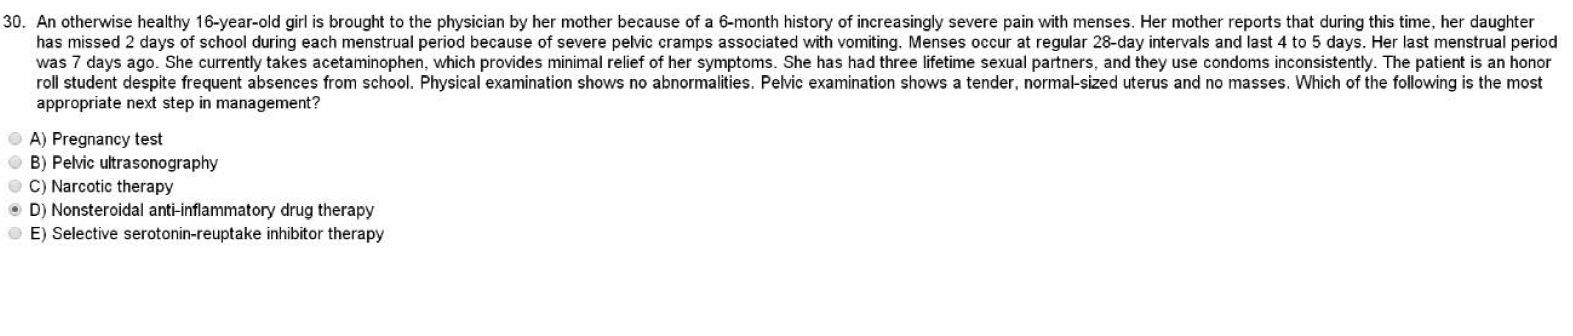 30. An otherwise healthy 16-year-old girl is brought to the physician by her mother because of a 6-month history of increasingly severe pain with menses. Her mother reports that during this time, her daughter
has missed 2 days of school during each menstrual period because of severe pelvic cramps associated with vomiting. Menses occur at regular 28-day intervals and last 4 to 5 days. Her last menstrual period
was 7 days ago. She currently takes acetaminophen, which provides minimal relief of her symptoms. She has had three lifetime sexual partners, and they use condoms inconsistently. The patient is an honor
roll student despite frequent absences from school. Physical examination shows no abnormalities. Pelvic examination shows a tender, normal-sized uterus and no masses. Which of the following is the most
appropriate next step in management?
A) Pregnancy test
B) Pelvic ultrasonography
C) Narcotic therapy
D) Nonsteroidal anti-inflammatory drug therapy
E) Selective serotonin-reuptake inhibitor therapy